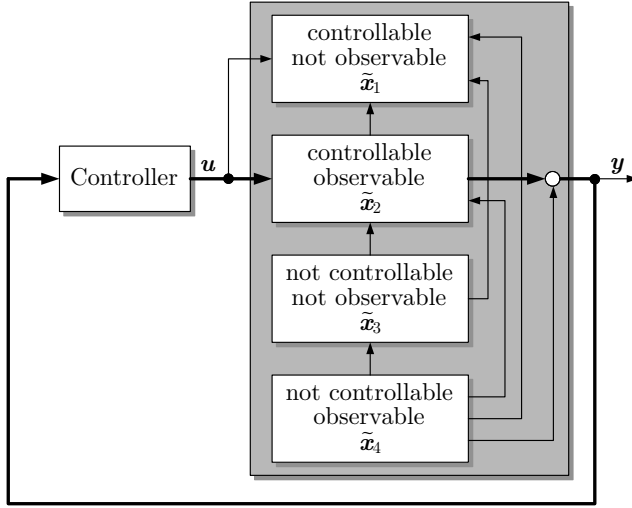 controllable
not observable
x̃₁
Controller
u
controllable
observable
x̃₂
y
not controllable
not observable
x̃₃
not controllable
observable
x̃₄